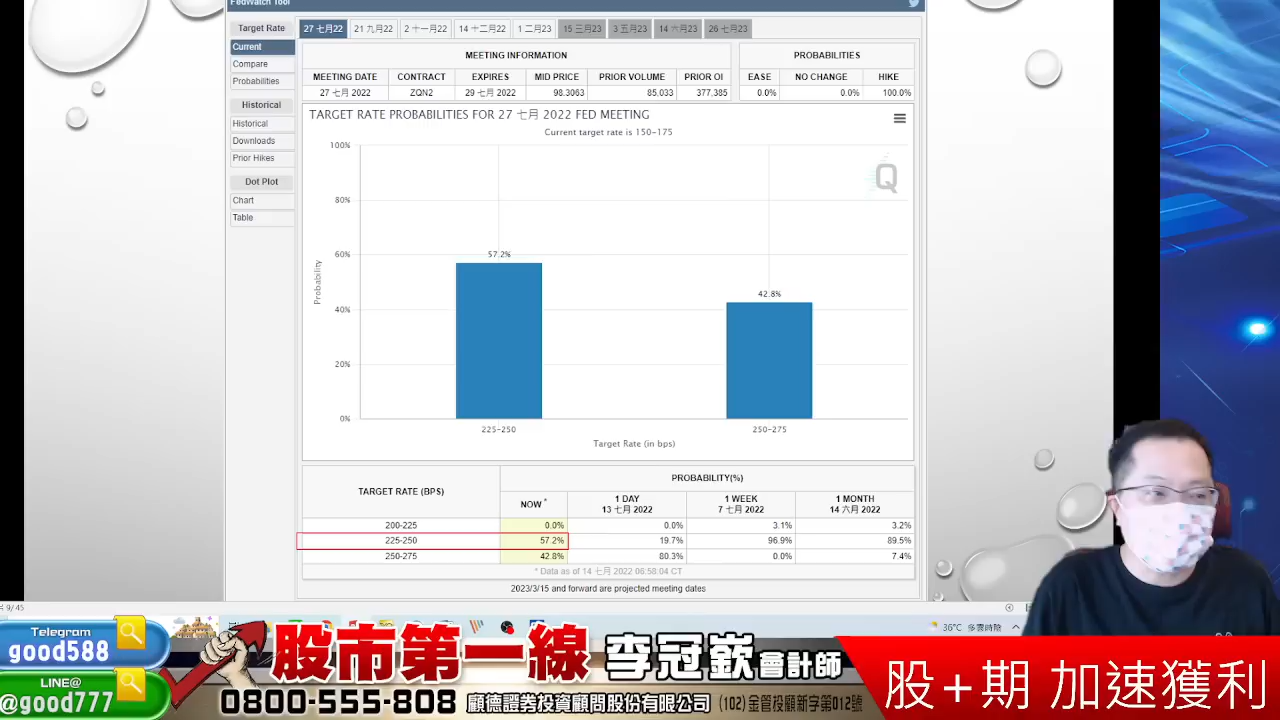 FedWatch Tool
Target Rate
Current
Compare
Probabilities
Historical
Historical
Downloads
Prior Hikes
Dot Plot
Chart
Table
27 七月22 21 九月22 2 十一月22 14 十二月22 1 二月23 15 三月23 3 五月23 14 六月23 26 七月23
MEETING INFORMATION
MEETING DATE CONTRACT EXPIRES MID PRICE PRIOR VOLUME PRIOR OI
27 七月 2022 ZQN2 29 七月 2022 98.3063 85,033 377,385
PROBABILITIES
EASE NO CHANGE HIKE
0.0% 0.0% 100.0%
TARGET RATE PROBABILITIES FOR 27 七月 2022 FED MEETING
Current target rate is 150-175
Q
Probability
100%
80%
60%
40%
20%
0%
57.2%
42.8%
225-250 250-275
Target Rate (in bps)
TARGET RATE (BPS) PROBABILITY(%)
NOW * 1 DAY 1 WEEK 1 MONTH
13 七月 2022 7 七月 2022 14 六月 2022
200-225 0.0% 0.0% 3.1% 3.2%
225-250 57.2% 19.7% 96.9% 89.5%
250-275 42.8% 80.3% 0.0% 7.4%
* Data as of 14 七月 2022 06:58:04 CT
2023/3/15 and forward are projected meeting dates
9/45
36°C 多雲時陰
Telegram
good588
LINE@
@good777
股市第一線 李冠嶔會計師
0800-555-808 顧德證券投資顧問股份有限公司 (102)金管投顧新字第012號
股+期 加速獲利